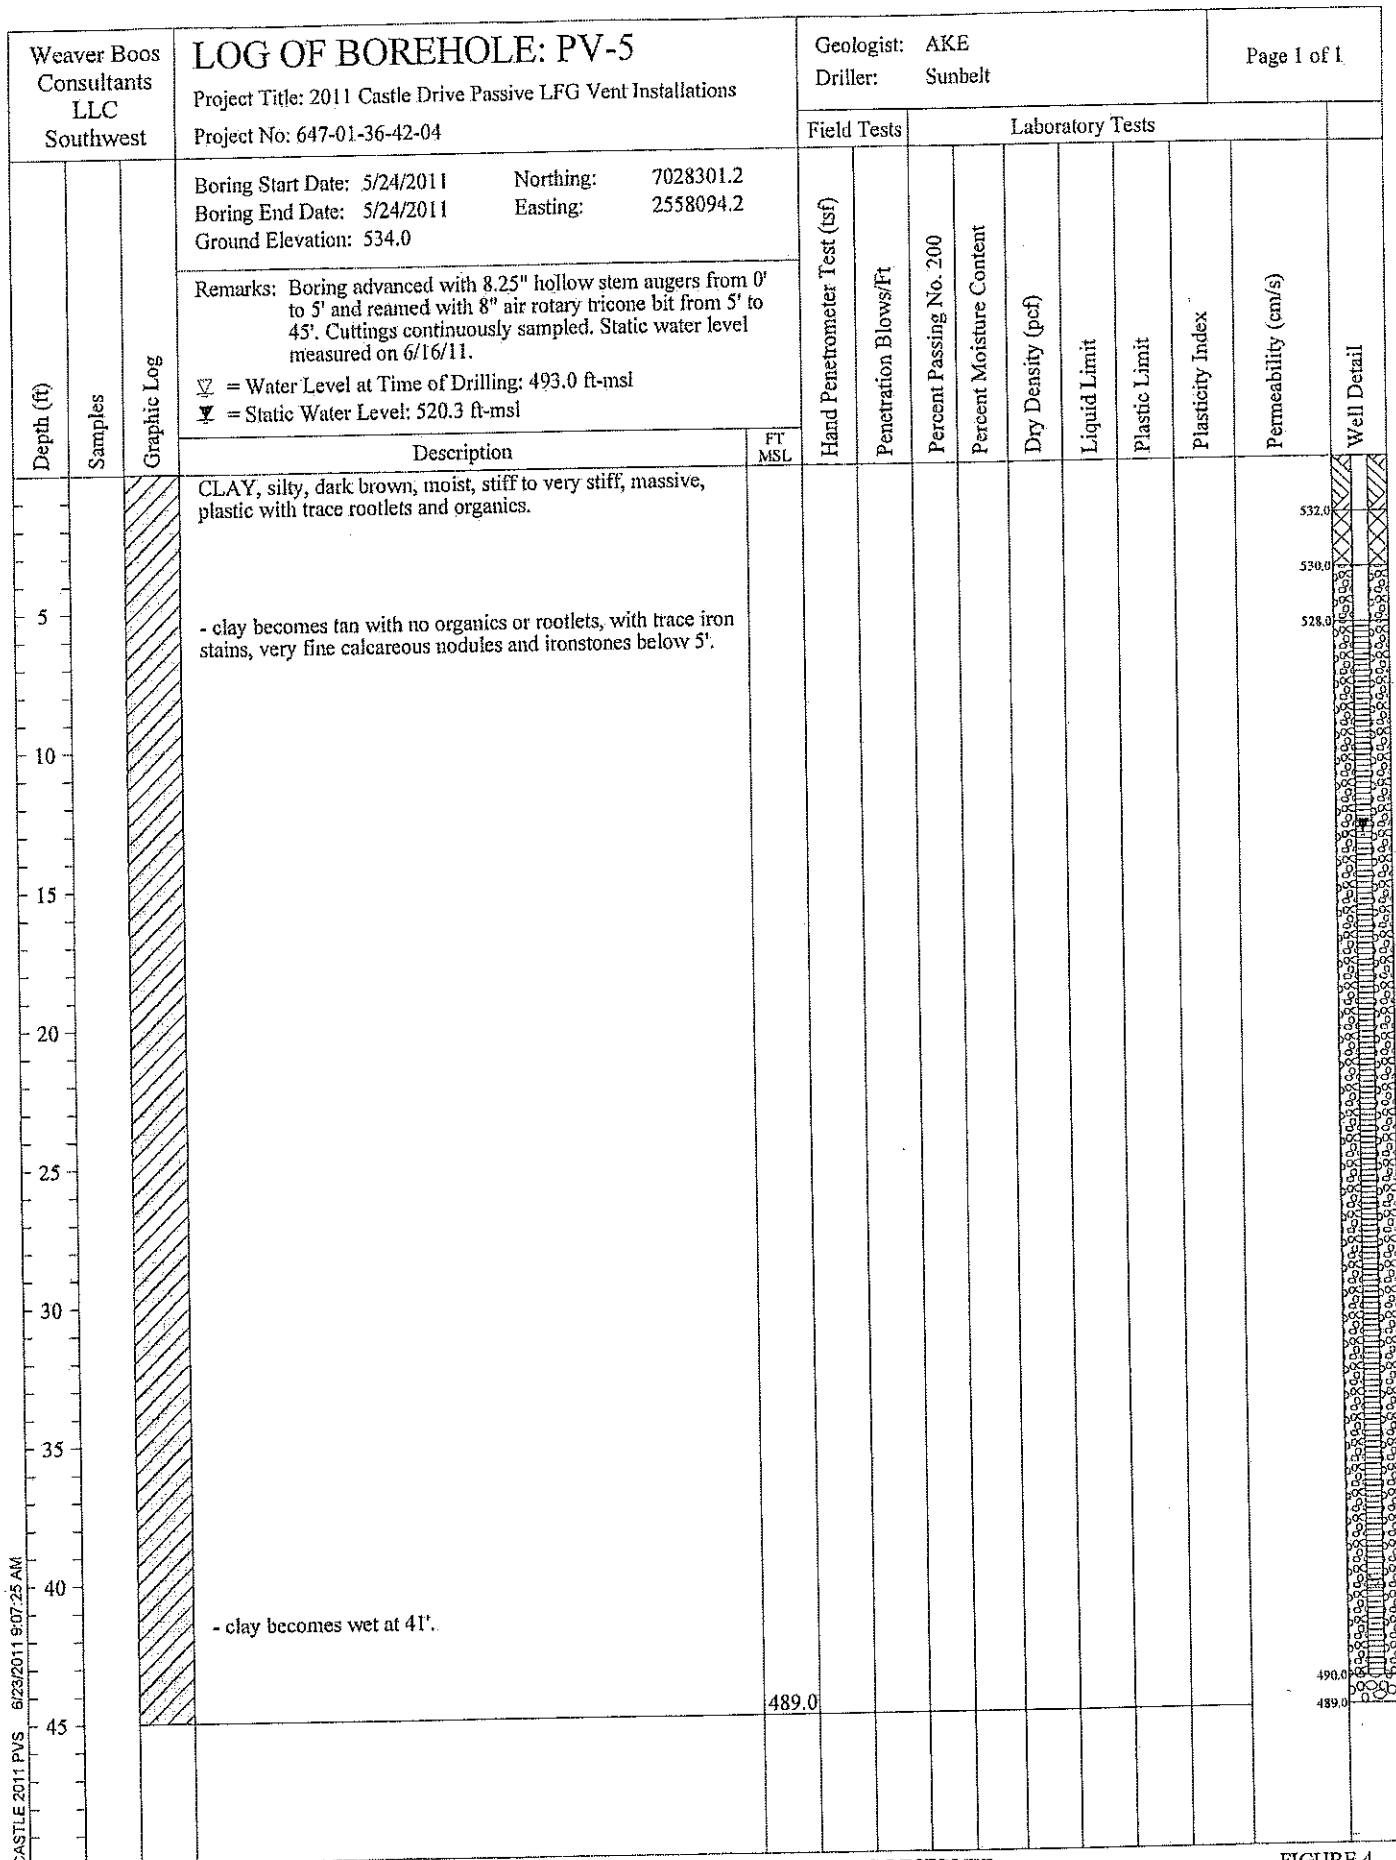 Weaver Boos
Consultants
LLC
Southwest
LOG OF BOREHOLE: PV-5
Project Title: 2011 Castle Drive Passive LFG Vent Installations
Project No: 647-01-36-42-04
Geologist: AKE
Driller: Sunbelt
Page 1 of 1
Field Tests
Laboratory Tests
Boring Start Date: 5/24/2011 Northing: 7028301.2
Boring End Date: 5/24/2011 Easting: 2558094.2
Ground Elevation: 534.0
Remarks: Boring advanced with 8.25" hollow stem augers from 0'
to 5' and reamed with 8" air rotary tricone bit from 5' to
45'. Cuttings continuously sampled. Static water level
measured on 6/16/11.
= Water Level at Time of Drilling: 493.0 ft-msl
= Static Water Level: 520.3 ft-msl
Depth (ft)
Samples
Graphic Log
Description
FT
MSL
Hand Penetrometer Test (tsf)
Penetration Blows/Ft
Percent Passing No. 200
Percent Moisture Content
Dry Density (pcf)
Liquid Limit
Plastic Limit
Plasticity Index
Permeability (cm/s)
Well Detail
CLAY, silty, dark brown, moist, stiff to very stiff, massive,
plastic with trace rootlets and organics.
532.0
530.0
5
- clay becomes tan with no organics or rootlets, with trace iron
stains, very fine calcareous nodules and ironstones below 5'.
528.0
10
15
20
25
30
35
40
- clay becomes wet at 41'.
490.0
489.0
489.0
45
CASTLE 2011 PVS 6/23/2011 9:07:25 AM
FIGURE 4